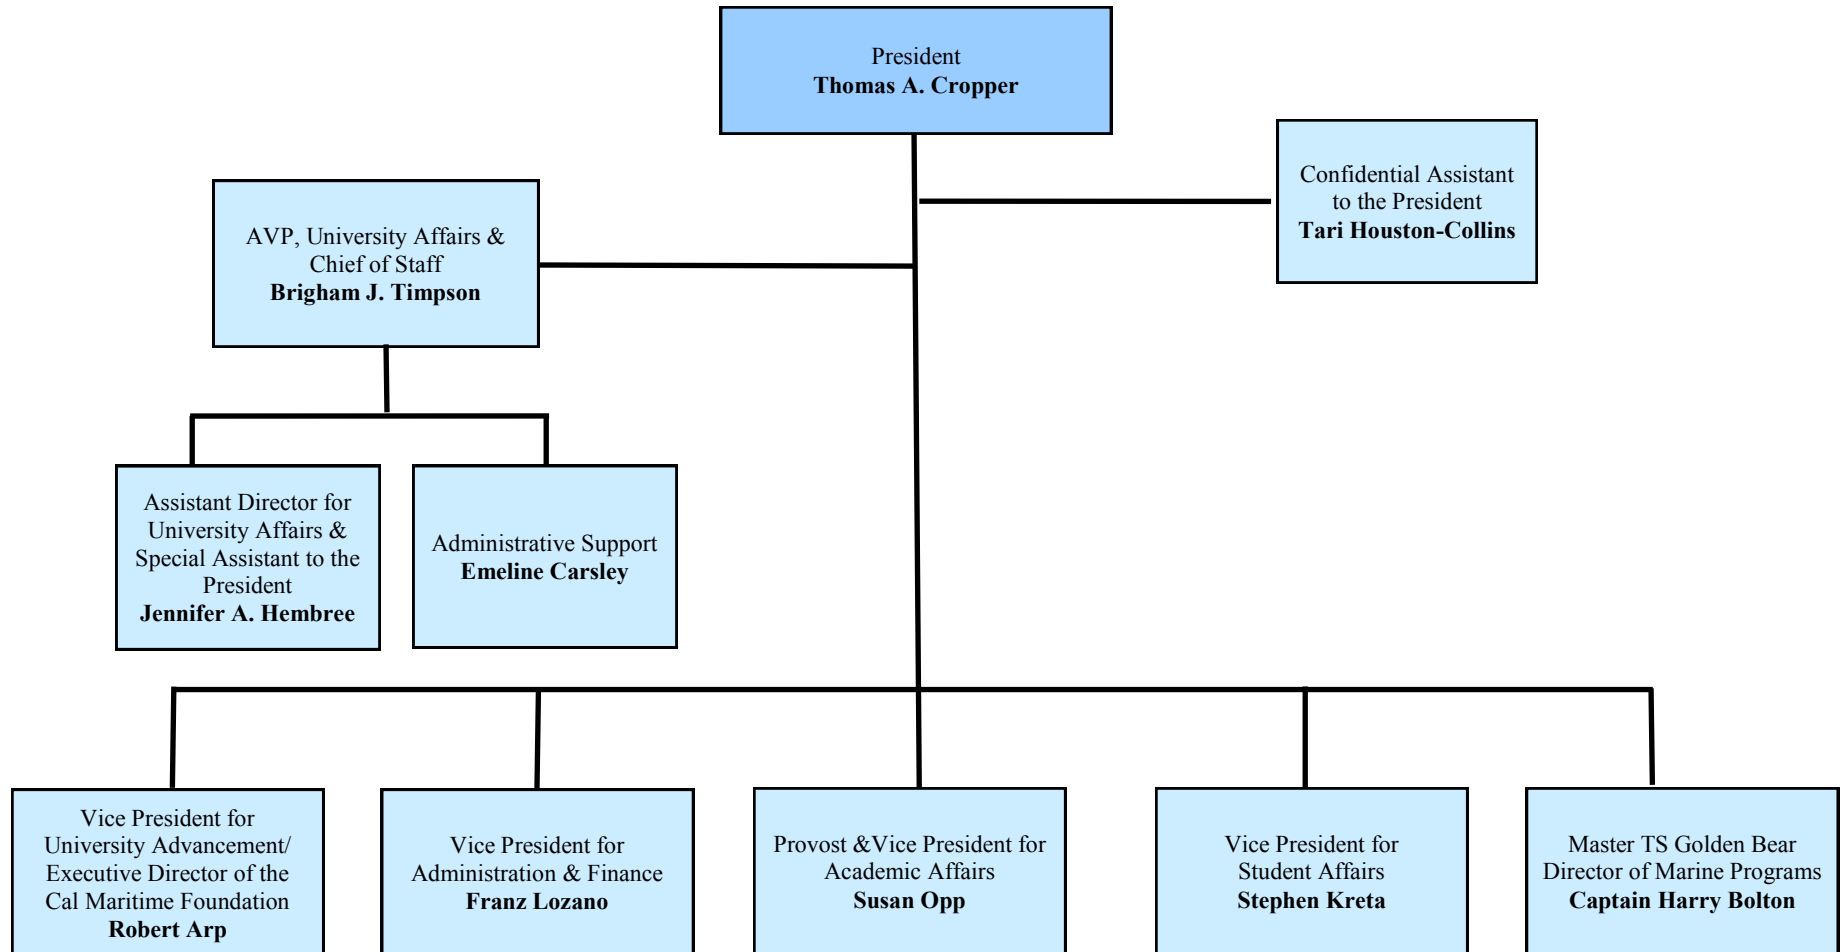 President
Thomas A. Cropper
Confidential Assistant
to the President
Tari Houston-Collins
AVP, University Affairs &
Chief of Staff
Brigham J. Timpson
Assistant Director for
University Affairs &
Special Assistant to the
President
Jennifer A. Hembree
Administrative Support
Emeline Carsley
Vice President for
University Advancement/
Executive Director of the
Cal Maritime Foundation
Robert Arp
Vice President for
Administration & Finance
Franz Lozano
Provost &Vice President for
Academic Affairs
Susan Opp
Vice President for
Student Affairs
Stephen Kreta
Master TS Golden Bear
Director of Marine Programs
Captain Harry Bolton